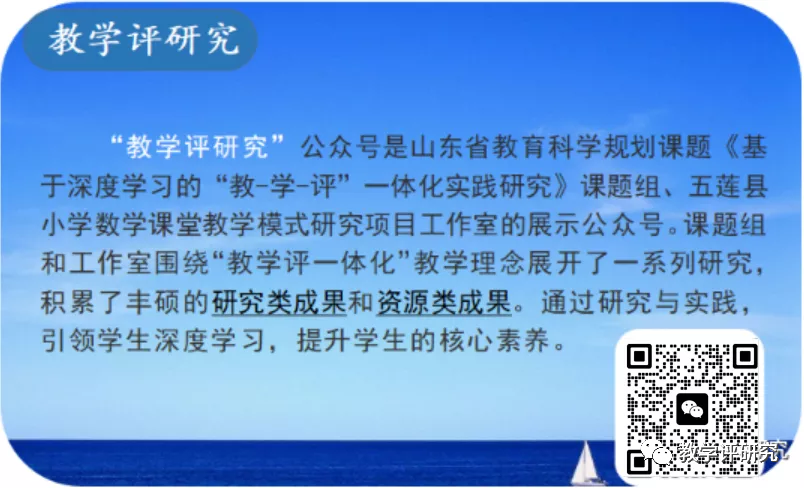 教学评研究
“教学评研究”公众号是山东省教育科学规划课题《基
于深度学习的“教-学-评”一体化实践研究》课题组、五莲县
小学数学课堂教学模式研究项目工作室的展示公众号。课题组
和工作室围绕“教学评一体化”教学理念展开了一系列研究，
积累了丰硕的研究类成果和资源类成果。通过研究与实践，
引领学生深度学习，提升学生的核心素养。
教学评研究